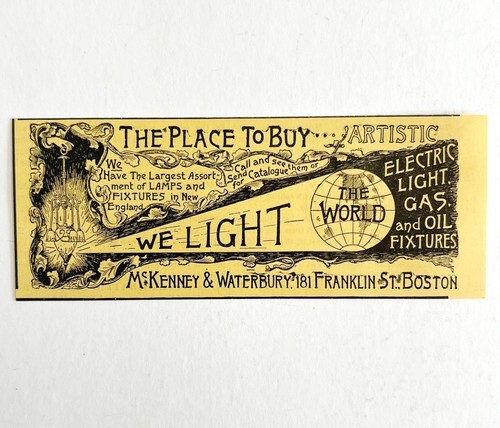 THE PLACE TO BUY... ARTISTIC
We
Have The Largest Assort-
ment of LAMPS and
FIXTURES in New
England.
Call and see them or
Send Catalogue
for
ELECTRIC
LIGHT
GAS.
and OIL
FIXTURES
WE LIGHT
THE
WORLD
McKENNEY & WATERBURY. 181 FRANKLIN ST. BOSTON